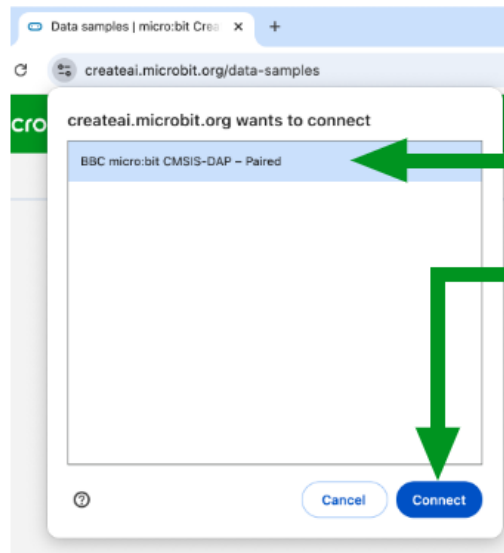 Data samples | micro:bit Crea
createai.microbit.org/data-samples
cro
createai.microbit.org wants to connect
BBC micro:bit CMSIS-DAP – Paired
Cancel
Connect